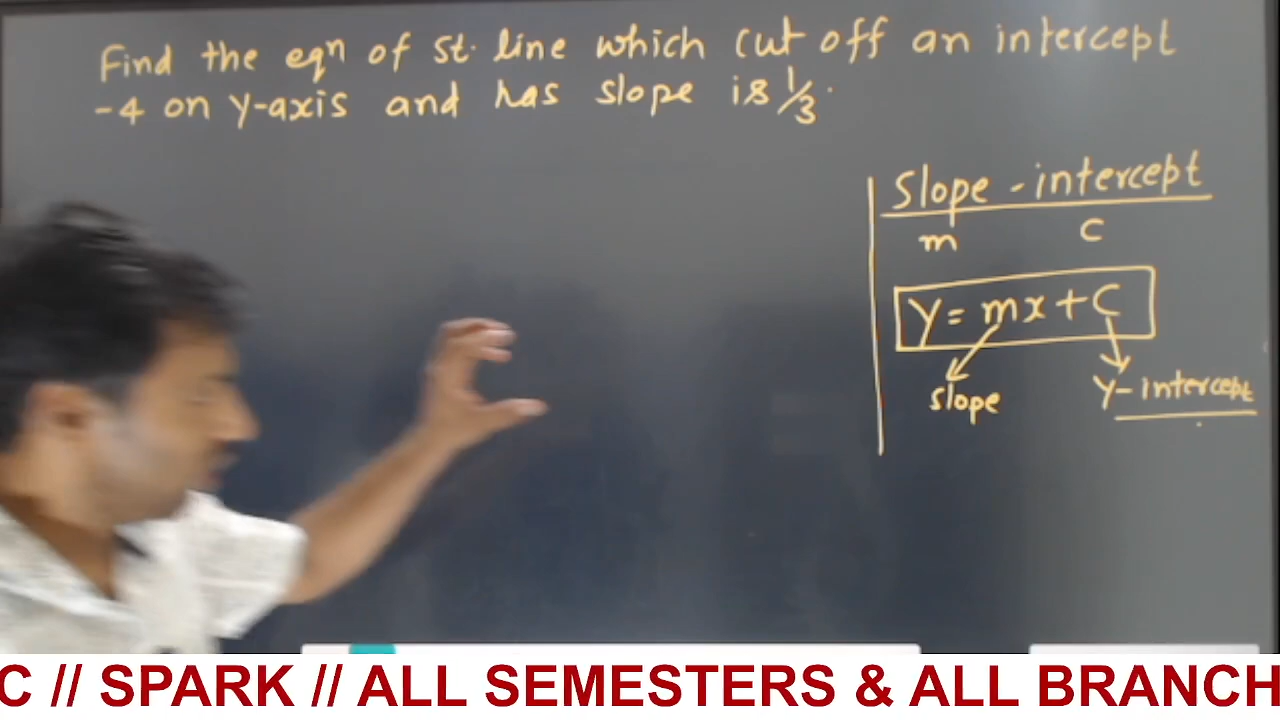 Find the eqn of st. line which cut off an intercept
-4 on Y-axis and has slope is 1/3.
Slope - intercept
m c
Y = mx + C
slope Y-intercept
C // SPARK // ALL SEMESTERS & ALL BRANCH